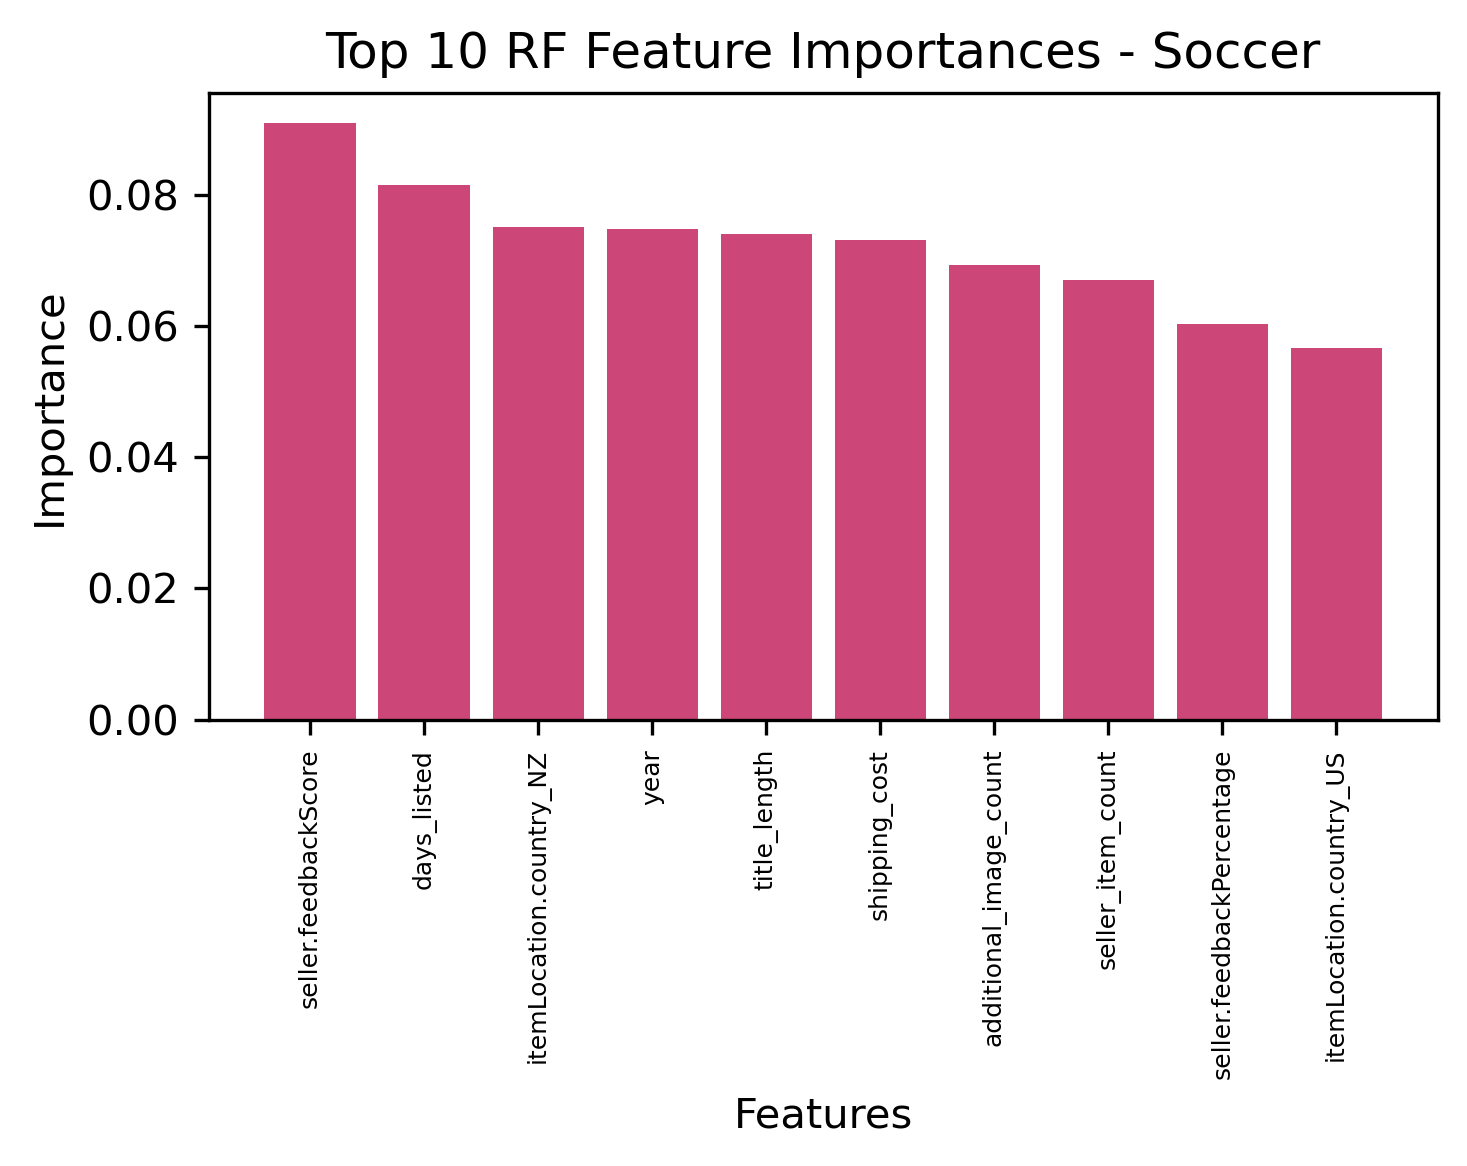 Top 10 RF Feature Importances - Soccer
Importance
0.08
0.06
0.04
0.02
0.00
seller.feedbackScore
days_listed
itemLocation.country_NZ
year
title_length
shipping_cost
additional_image_count
seller_item_count
seller.feedbackPercentage
itemLocation.country_US
Features